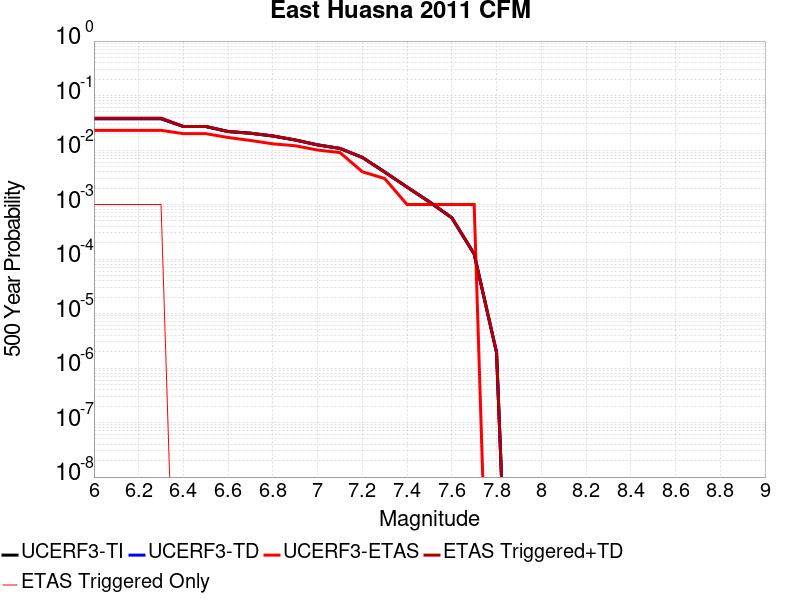 East Huasna 2011 CFM
10^0
10^-1
10^-2
10^-3
10^-4
10^-5
10^-6
10^-7
10^-8
500 Year Probability
6 6.2 6.4 6.6 6.8 7 7.2 7.4 7.6 7.8 8 8.2 8.4 8.6 8.8 9
Magnitude
UCERF3-TI UCERF3-TD UCERF3-ETAS ETAS Triggered+TD
ETAS Triggered Only